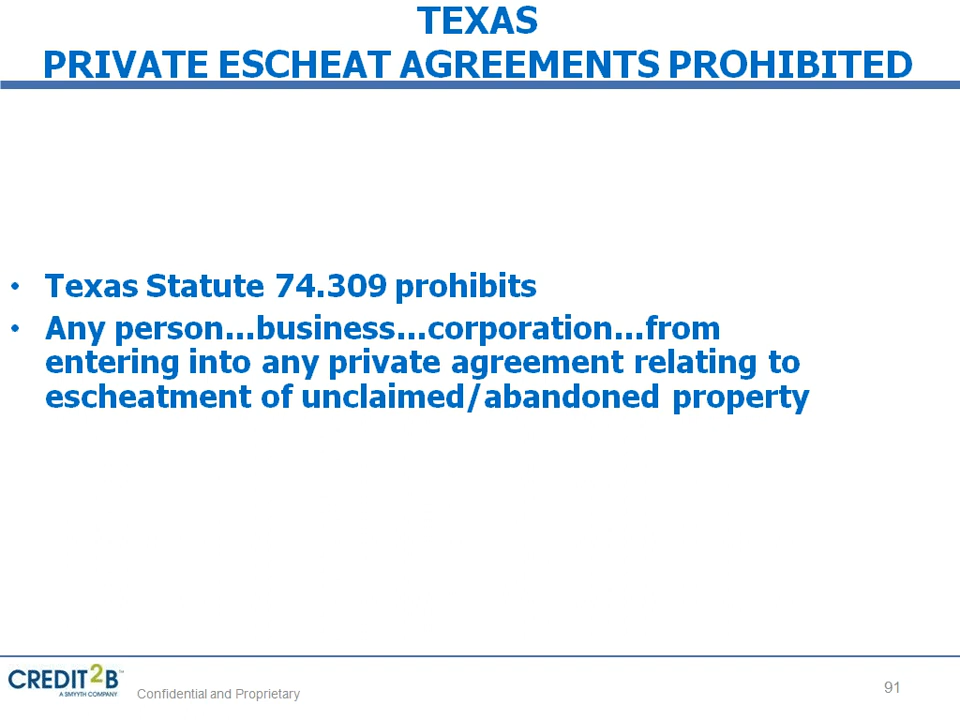 TEXAS
PRIVATE ESCHEAT AGREEMENTS PROHIBITED
• Texas Statute 74.309 prohibits
• Any person...business...corporation...from
entering into any private agreement relating to
escheatment of unclaimed/abandoned property
CREDIT2B™
A SMYYTH COMPANY
Confidential and Proprietary
91